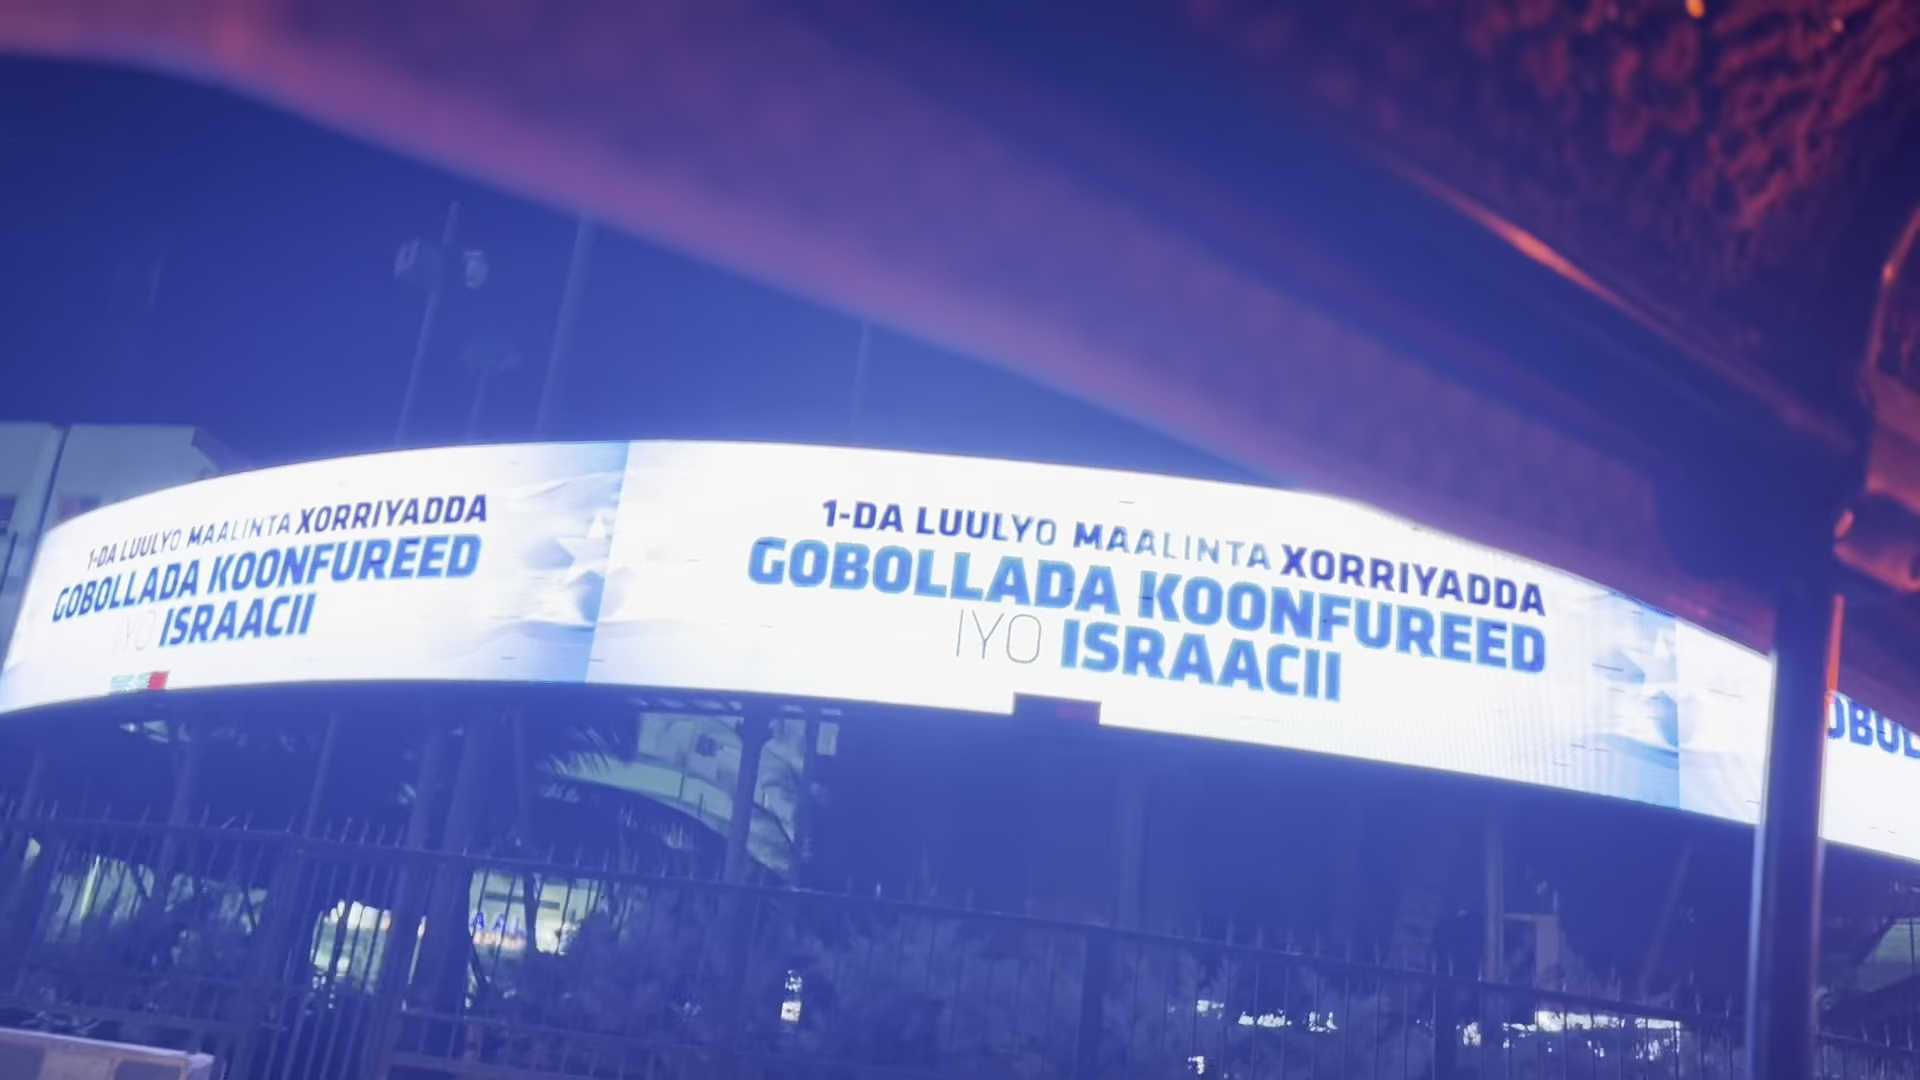 1-DA LUULYO MAALINTA XORRIYADDA
GOBOLLADA KOONFUREED
IYO ISRAACII
1-DA LUULYO MAALINTA XORRIYADDA
GOBOLLADA KOONFUREED
IYO ISRAACII